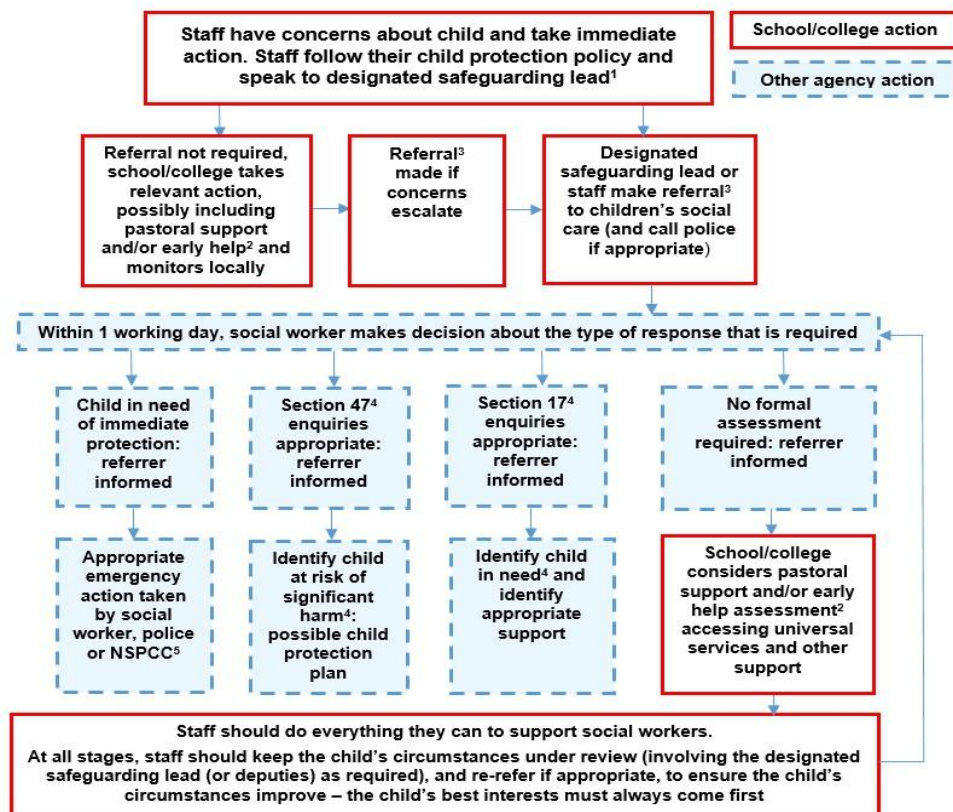 Staff have concerns about child and take immediate
action. Staff follow their child protection policy and
speak to designated safeguarding lead¹
School/college action
Other agency action
Referral not required,
school/college takes
relevant action,
possibly including
pastoral support
and/or early help² and
monitors locally
Referral³
made if
concerns
escalate
Designated
safeguarding lead or
staff make referral³
to children’s social
care (and call police
if appropriate)
Within 1 working day, social worker makes decision about the type of response that is required
Child in need
of immediate
protection:
referrer
informed
Section 47⁴
enquiries
appropriate:
referrer
informed
Section 17⁴
enquiries
appropriate:
referrer
informed
No formal
assessment
required: referrer
informed
Appropriate
emergency
action taken
by social
worker, police
or NSPCC⁵
Identify child
at risk of
significant
harm⁴:
possible child
protection
plan
Identify child
in need⁴ and
identify
appropriate
support
School/college
considers pastoral
support and/or early
help assessment²
accessing universal
services and other
support
Staff should do everything they can to support social workers.
At all stages, staff should keep the child’s circumstances under review (involving the designated
safeguarding lead (or deputies) as required), and re-refer if appropriate, to ensure the child’s
circumstances improve – the child’s best interests must always come first